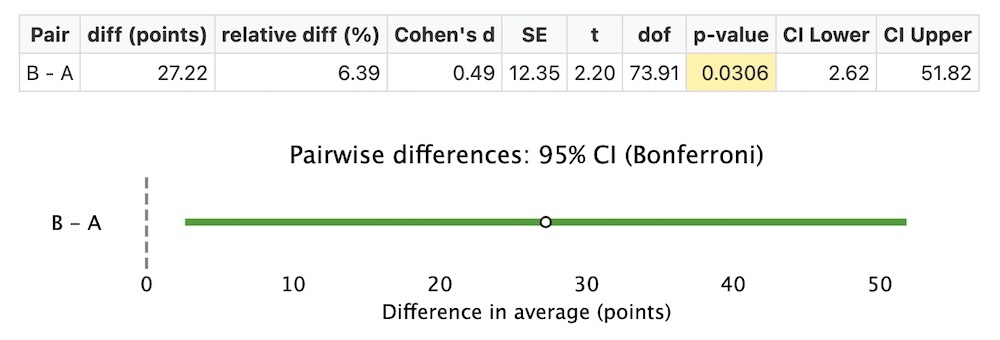 Pair diff (points) relative diff (%) Cohen's d SE t dof p-value CI Lower CI Upper
B - A 27.22 6.39 0.49 12.35 2.20 73.91 0.0306 2.62 51.82
Pairwise differences: 95% CI (Bonferroni)
B – A
0 10 20 30 40 50
Difference in average (points)